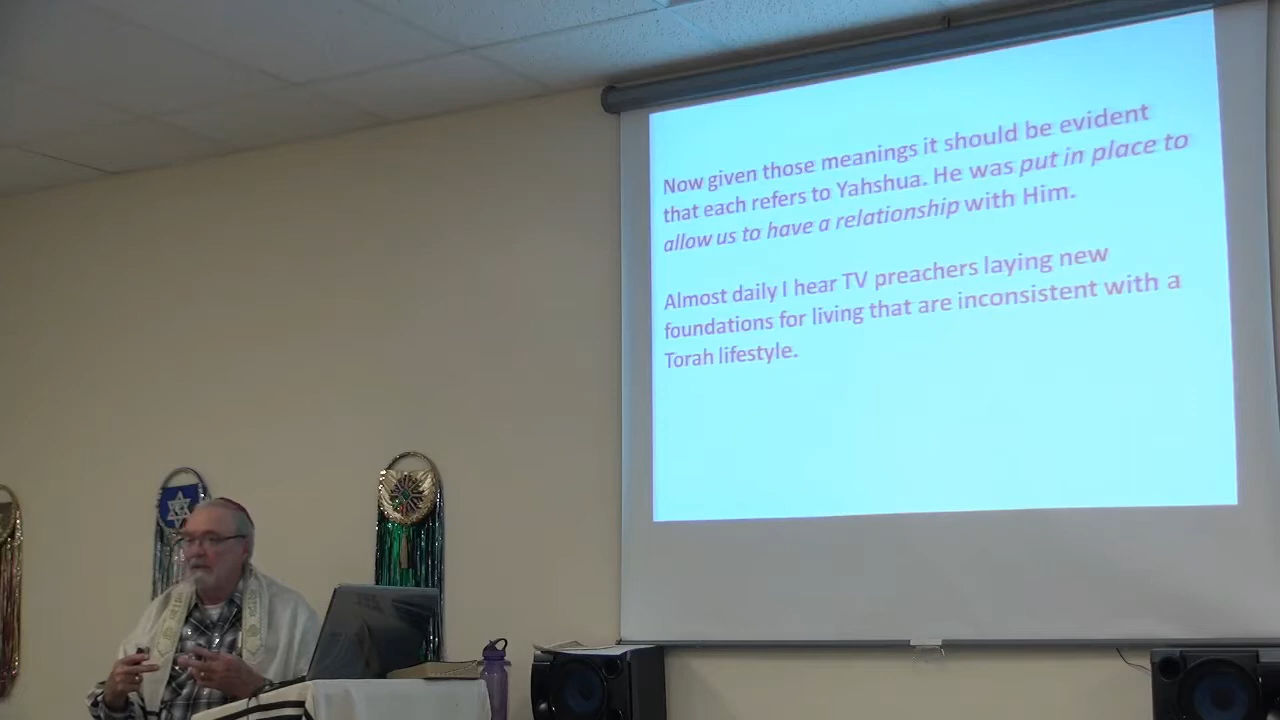 Now given those meanings it should be evident
that each refers to Yahshua. He was put in place to
allow us to have a relationship with Him.
Almost daily I hear TV preachers laying new
foundations for living that are inconsistent with a
Torah lifestyle.